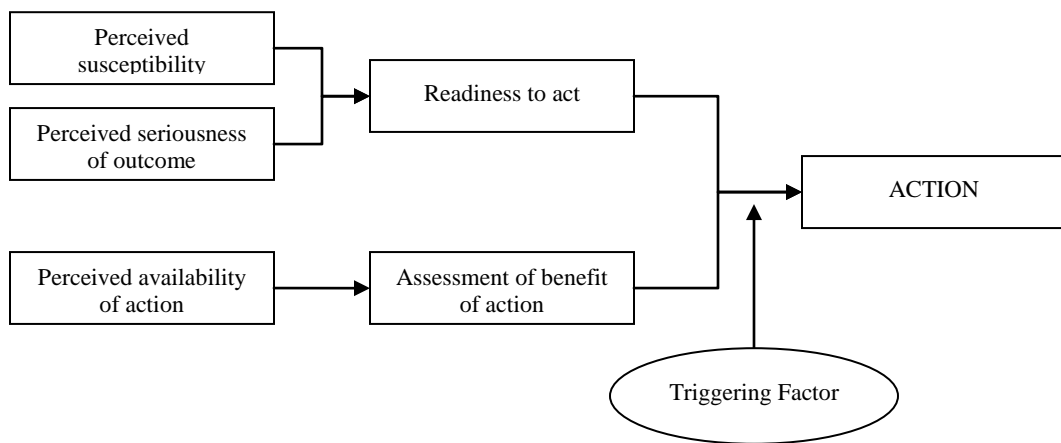 Perceived
susceptibility
Perceived seriousness
of outcome
Readiness to act
ACTION
Perceived availability
of action
Assessment of benefit
of action
Triggering Factor